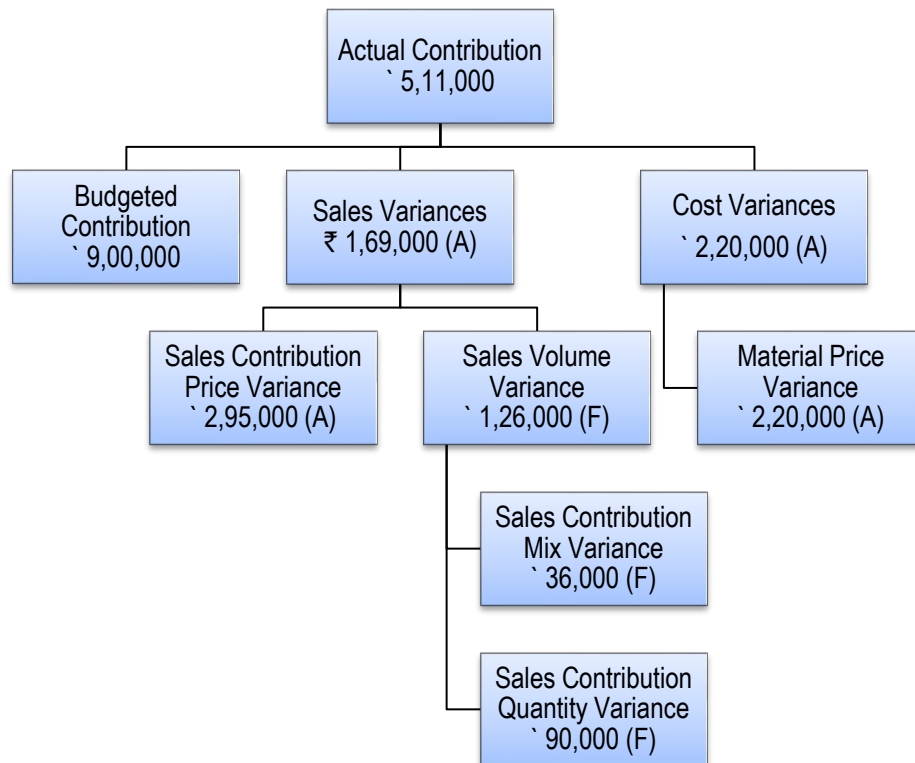 Actual Contribution
` 5,11,000
Budgeted
Contribution
` 9,00,000
Sales Variances
₹ 1,69,000 (A)
Cost Variances
` 2,20,000 (A)
Sales Contribution
Price Variance
` 2,95,000 (A)
Sales Volume
Variance
` 1,26,000 (F)
Material Price
Variance
` 2,20,000 (A)
Sales Contribution
Mix Variance
` 36,000 (F)
Sales Contribution
Quantity Variance
` 90,000 (F)